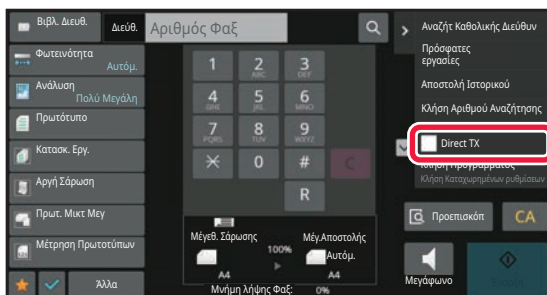 Βιβλ. Διευθ.
Διεύθ.
Αριθμός Φαξ
Φωτεινότητα
Αυτόμ.
Ανάλυση
Πολύ Μεγάλη
Πρωτότυπο
Κατασκ. Εργ.
Αργή Σάρωση
Πρωτ. Μικτ Μεγ
Μέτρηση Πρωτοτύπων
Άλλα
1
2
ABC
3
DEF
4
GHI
5
JKL
6
MNO
7
PQRS
8
TUV
9
WXYZ
0
#
C
R
Μέγεθ. Σάρωσης
100%
Μέγ.Αποστολής
Αυτόμ.
A4
A4
Μνήμη λήψης Φαξ: 0%
Αναζήτ Καθολικής Διεύθυν
Πρόσφατες
εργασίες
Αποστολή Ιστορικού
Κλήση Αριθμού Αναζήτησης
Direct TX
Κλήση Προγράμματος
Κλήση Καταχωρημένων ρυθμίσεων
Προεπισκόπ
CA
Μεγάφωνο